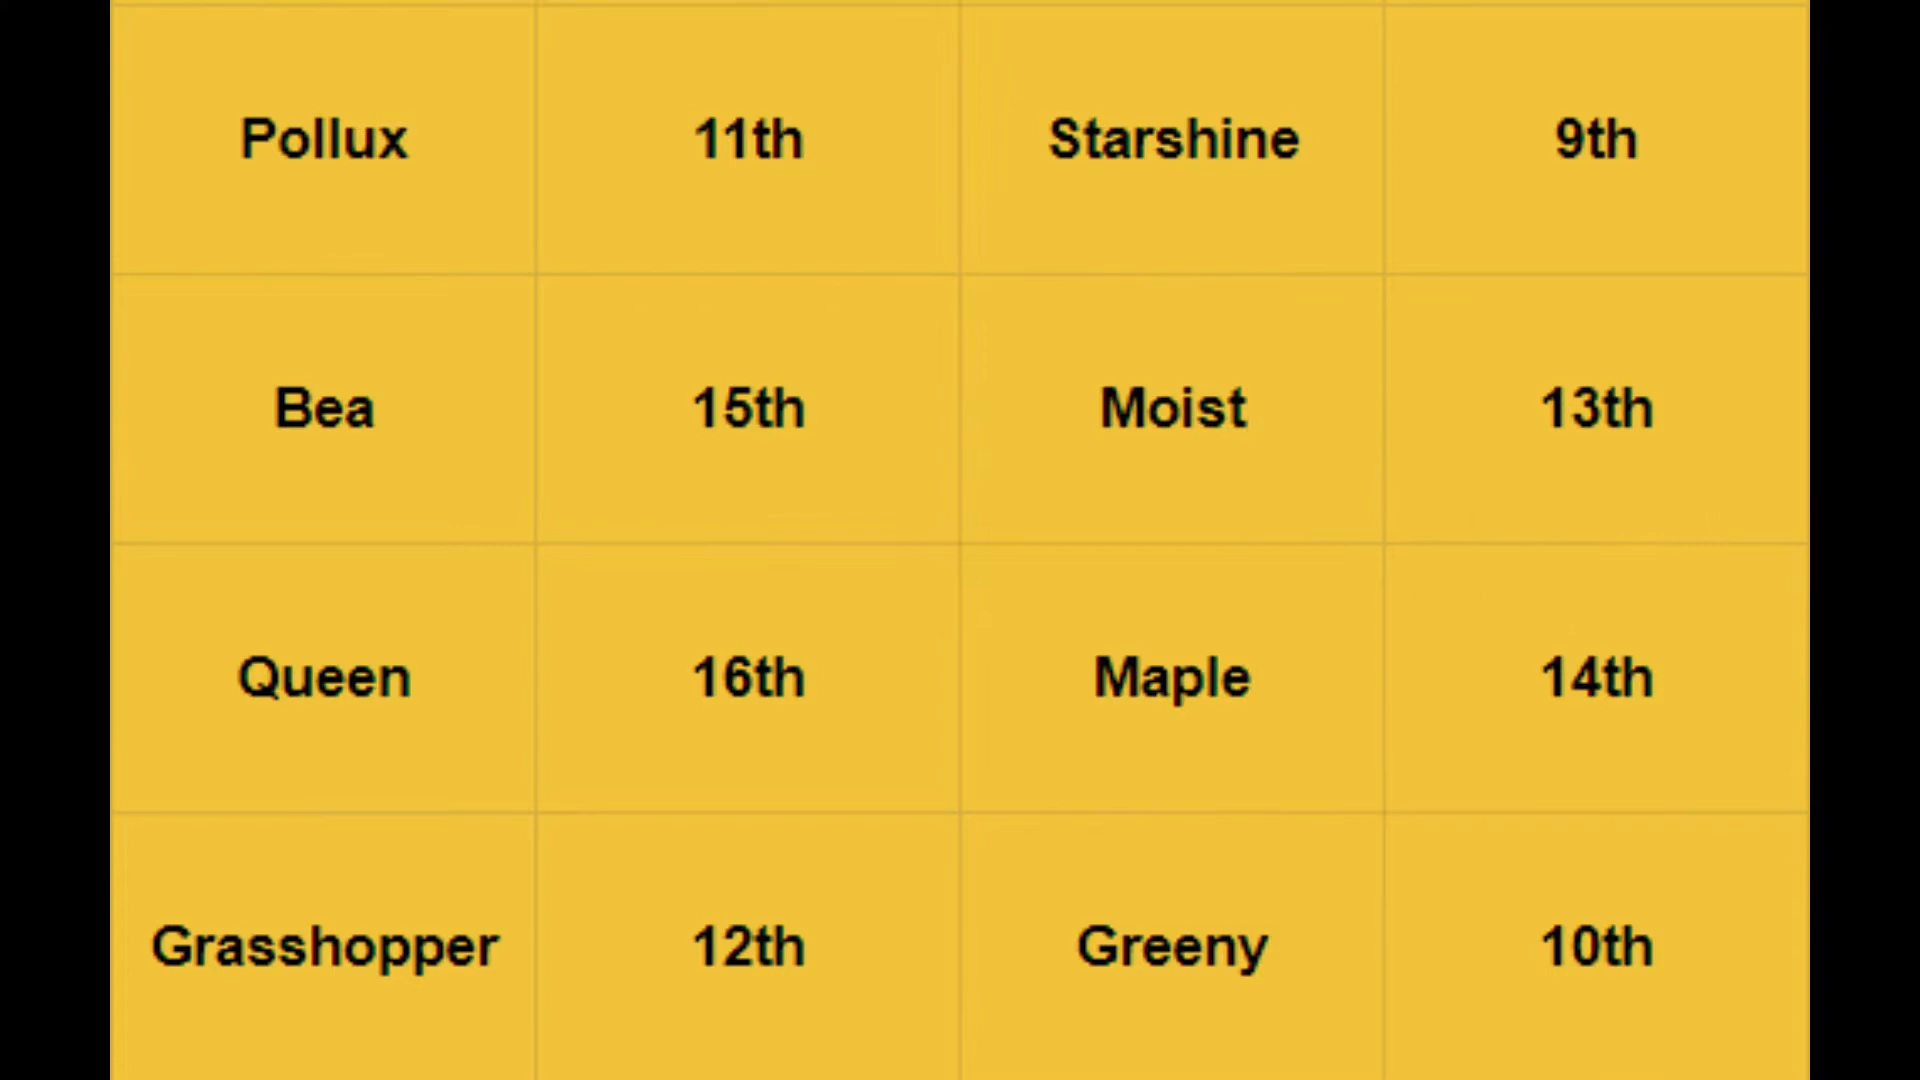 Pollux 11th Starshine 9th
Bea 15th Moist 13th
Queen 16th Maple 14th
Grasshopper 12th Greeny 10th